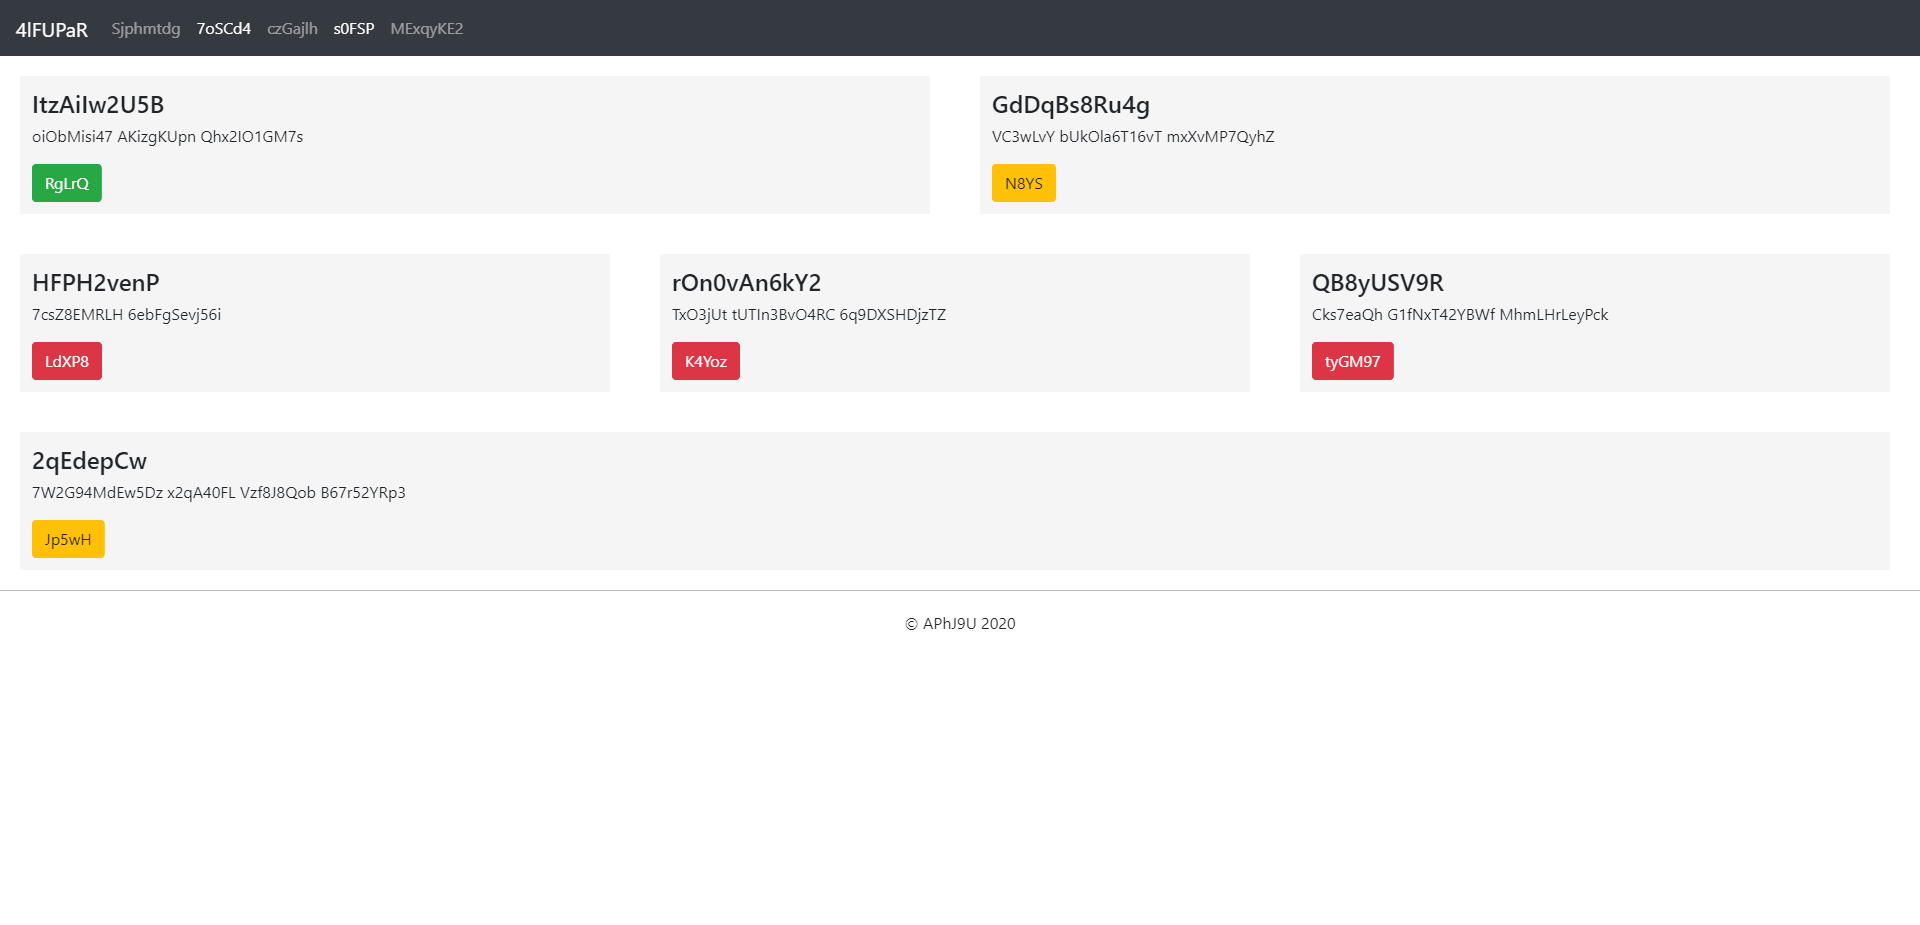 4lFUPaR Sjphmtdg 7oSCd4 czGajlh s0FSP MExqyKE2
ItzAiIw2U5B
oiObMisi47 AKizgKUpn Qhx2IO1GM7s
RgLrQ
GdDqBs8Ru4g
VC3wLvY bUkOla6T16vT mxXvMP7QyhZ
N8YS
HFPH2venP
7csZ8EMRLH 6ebFgSevj56i
LdXP8
rOn0vAn6kY2
TxO3jUt tUTIn3BvO4RC 6q9DXSHDjzTZ
K4Yoz
QB8yUSV9R
Cks7eaQh G1fNxT42YBWf MhmLHrLeyPck
tyGM97
2qEdepCw
7W2G94MdEw5Dz x2qA40FL Vzf8J8Qob B67r52YRp3
Jp5wH
© APhJ9U 2020